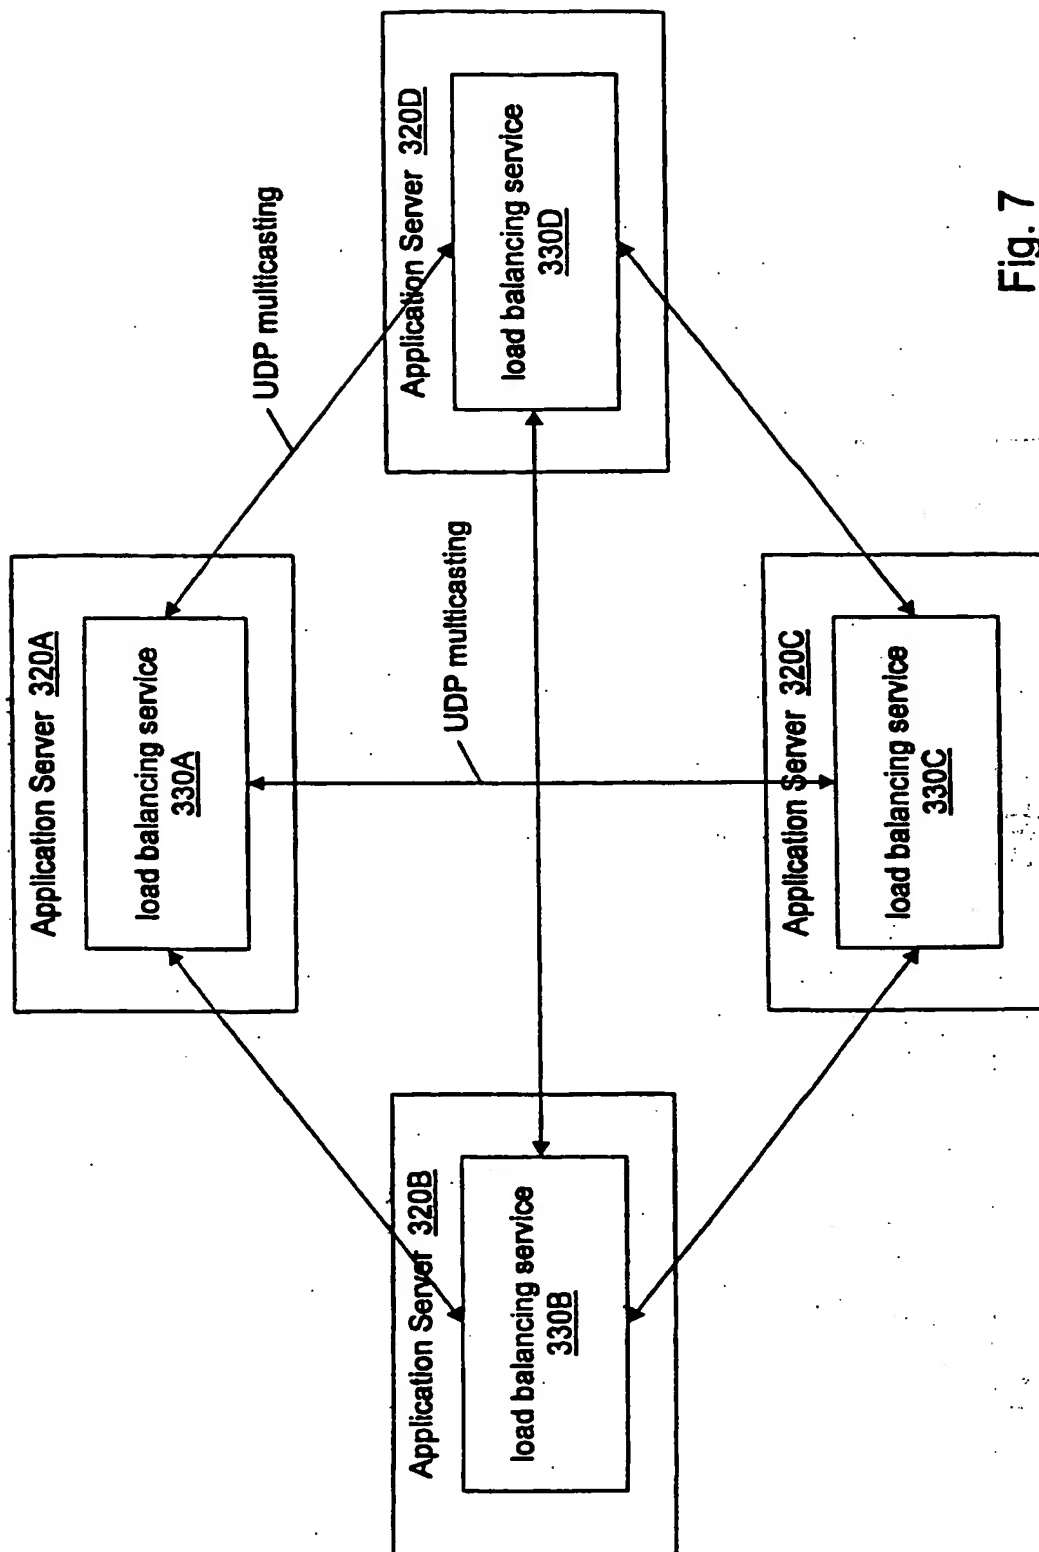 Application Server 320A
load balancing service
330A
UDP multicasting
Application Server 320B
load balancing service
330B
UDP multicasting
Application Server 320D
load balancing service
330D
Application Server 320C
load balancing service
330C
Fig. 7